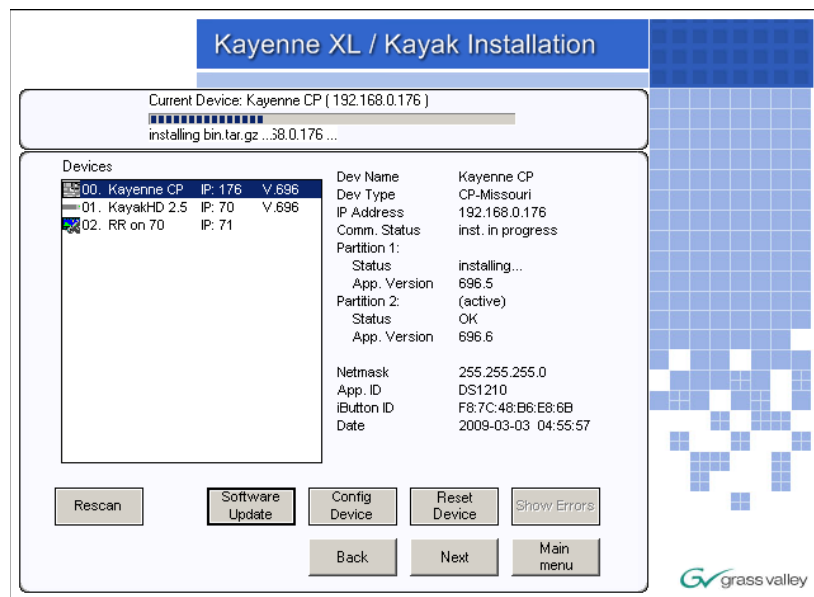 Kayenne XL / Kayak Installation
Current Device: Kayenne CP ( 192.168.0.176 )
installing bin.tar.gz ...58.0.176 ...
Devices
00. Kayenne CP IP: 176 V.696
01. KayakHD 2.5 IP: 70 V.696
02. RR on 70 IP: 71
Dev Name Kayenne CP
Dev Type CP-Missouri
IP Address 192.168.0.176
Comm. Status inst. in progress
Partition 1:
Status installing...
App. Version 696.5
Partition 2: (active)
Status OK
App. Version 696.6
Netmask 255.255.255.0
App. ID DS1210
iButton ID F8:7C:48:B6:E8:6B
Date 2009-03-03 04:55:57
Rescan
Software Update
Config Device
Reset Device
Show Errors
Back
Next
Main menu
GV grass valley